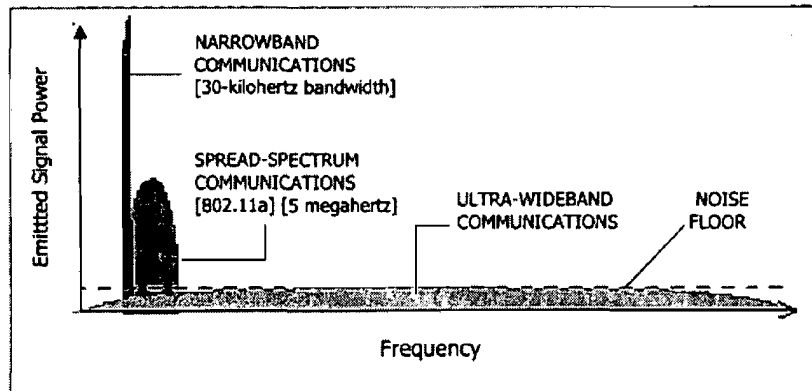 NARROWBAND
COMMUNICATIONS
[30-kilohertz bandwidth]
SPREAD-SPECTRUM
COMMUNICATIONS
[802.11a] [5 megahertz]
ULTRA-WIDEBAND
COMMUNICATIONS
NOISE
FLOOR
Emittted Signal Power
Frequency